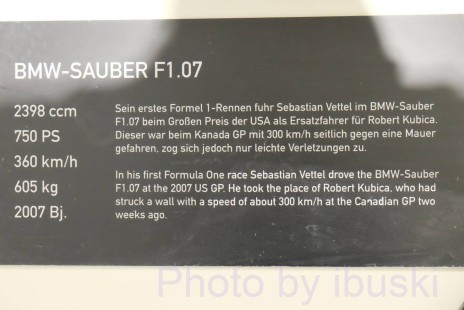 BMW-SAUBER F1.07
2398 ccm
750 PS
360 km/h
605 kg
2007 Bj.
Sein erstes Formel 1-Rennen fuhr Sebastian Vettel im BMW-Sauber
F1.07 beim Großen Preis der USA als Ersatzfahrer für Robert Kubica.
Dieser war beim Kanada GP mit 300 km/h seitlich gegen eine Mauer
gefahren, zog sich jedoch nur leichte Verletzungen zu.
In his first Formula One race Sebastian Vettel drove the BMW-Sauber
F1.07 at the 2007 US GP. He took the place of Robert Kubica, who had
struck a wall with a speed of about 300 km/h at the Canadian GP two
weeks ago.
Photo by ibuski